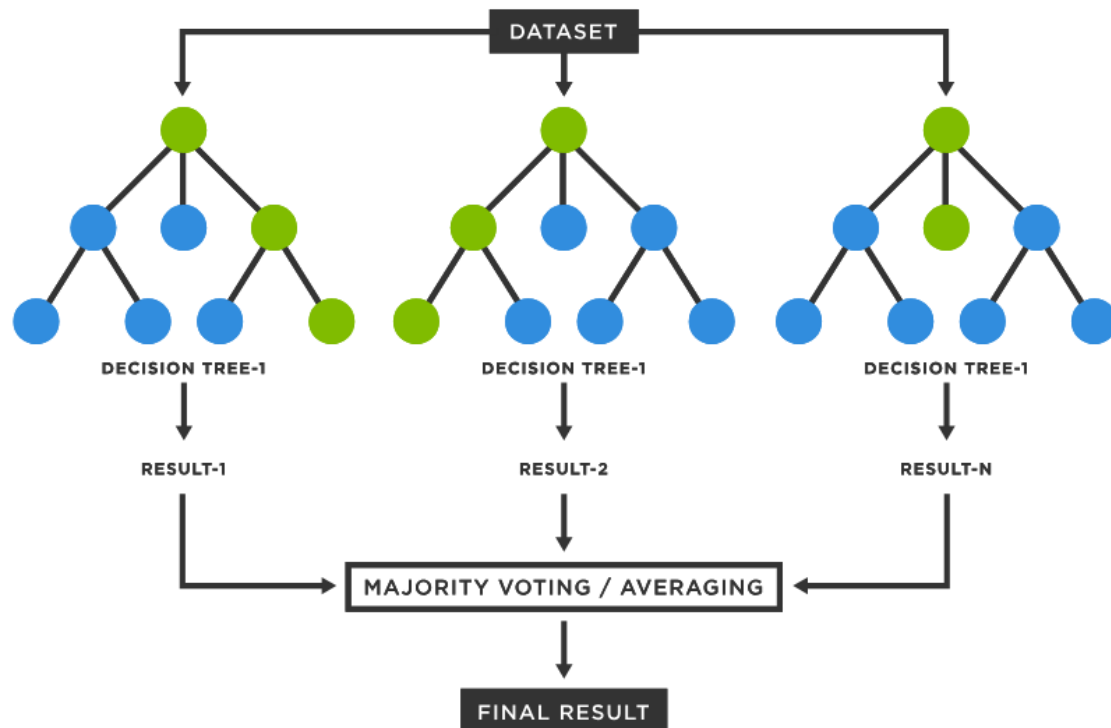 DATASET
DECISION TREE-1
DECISION TREE-1
DECISION TREE-1
RESULT-1
RESULT-2
RESULT-N
MAJORITY VOTING / AVERAGING
FINAL RESULT